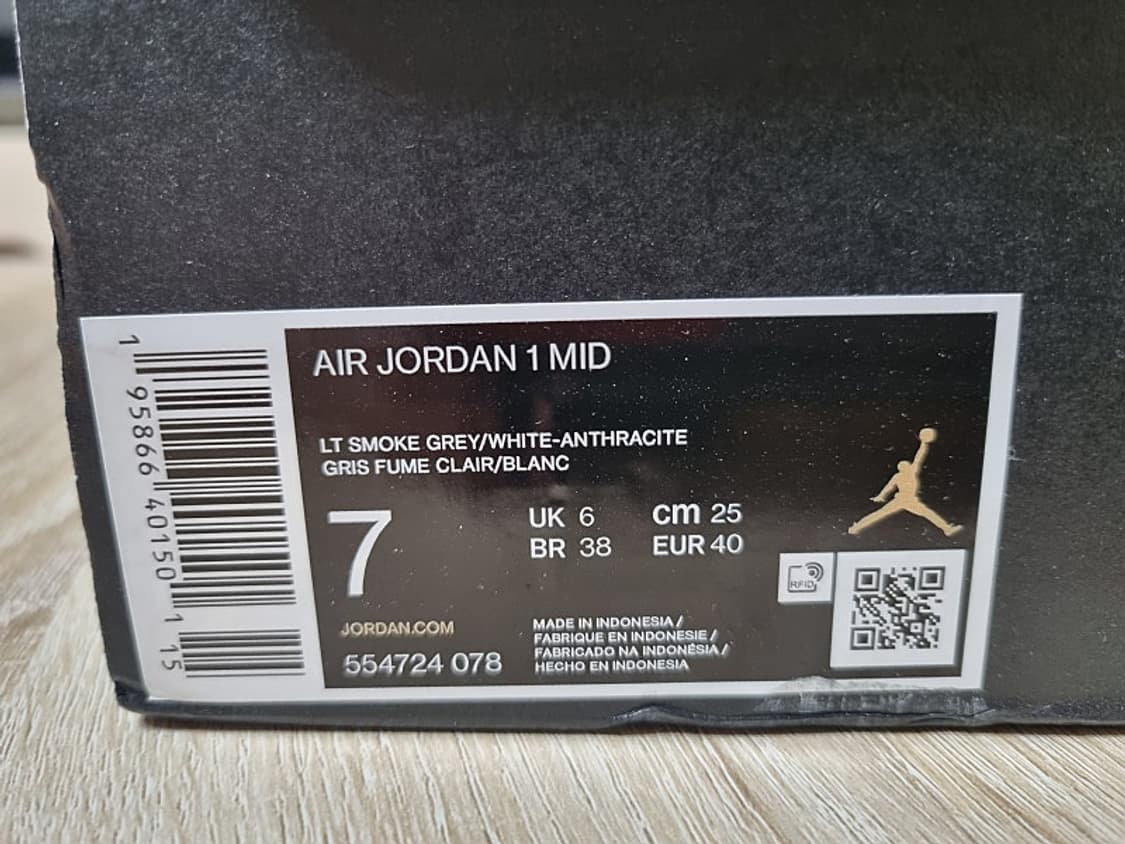 AIR JORDAN 1 MID
LT SMOKE GREY/WHITE-ANTHRACITE
GRIS FUME CLAIR/BLANC
7
UK 6 cm 25
BR 38 EUR 40
RFID
JORDAN.COM
554724 078
MADE IN INDONESIA /
FABRIQUE EN INDONESIE /
FABRICADO NA INDONÉSIA /
HECHO EN INDONESIA
1 95866 40150 1 15